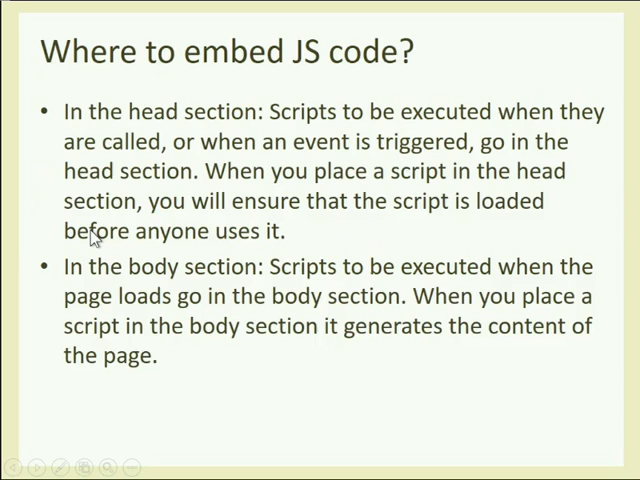 Where to embed JS code?
• In the head section: Scripts to be executed when they
are called, or when an event is triggered, go in the
head section. When you place a script in the head
section, you will ensure that the script is loaded
before anyone uses it.
• In the body section: Scripts to be executed when the
page loads go in the body section. When you place a
script in the body section it generates the content of
the page.